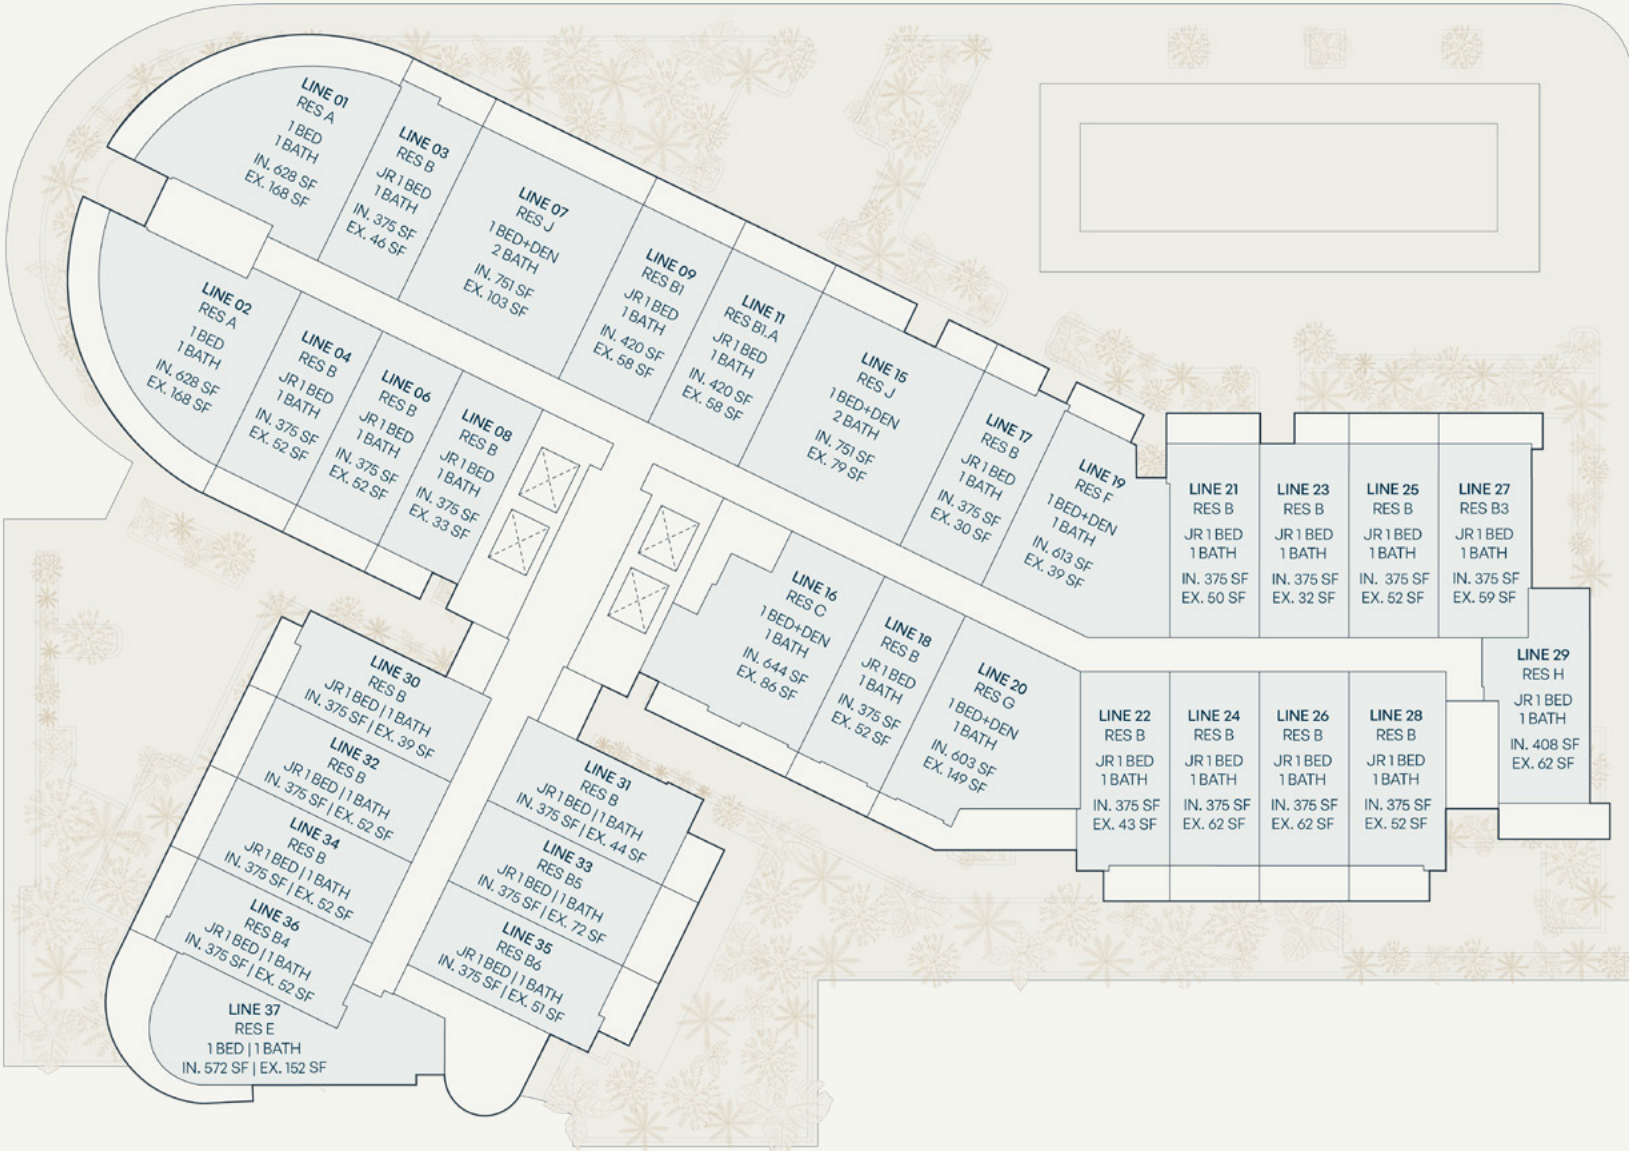 LINE 01
RES A
1 BED
1 BATH
IN. 628 SF
EX. 168 SF
LINE 03
RES B
JR 1 BED
1 BATH
IN. 375 SF
EX. 46 SF
LINE 07
RES J
1 BED+DEN
2 BATH
IN. 751 SF
EX. 103 SF
LINE 09
RES B1
JR 1 BED
1 BATH
IN. 420 SF
EX. 58 SF
LINE 11
RES B1.A
JR 1 BED
1 BATH
IN. 420 SF
EX. 58 SF
LINE 15
RES J
1 BED+DEN
2 BATH
IN. 751 SF
EX. 79 SF
LINE 17
RES B
JR 1 BED
1 BATH
IN. 375 SF
EX. 30 SF
LINE 19
RES F
1 BED+DEN
1 BATH
IN. 613 SF
EX. 39 SF
LINE 21
RES B
JR 1 BED
1 BATH
IN. 375 SF
EX. 50 SF
LINE 23
RES B
JR 1 BED
1 BATH
IN. 375 SF
EX. 32 SF
LINE 25
RES B
JR 1 BED
1 BATH
IN. 375 SF
EX. 52 SF
LINE 27
RES B3
JR 1 BED
1 BATH
IN. 375 SF
EX. 59 SF
LINE 29
RES H
JR 1 BED
1 BATH
IN. 408 SF
EX. 62 SF
LINE 02
RES A
1 BED
1 BATH
IN. 628 SF
EX. 168 SF
LINE 04
RES B
JR 1 BED
1 BATH
IN. 375 SF
EX. 52 SF
LINE 06
RES B
JR 1 BED
1 BATH
IN. 375 SF
EX. 52 SF
LINE 08
RES B
JR 1 BED
1 BATH
IN. 375 SF
EX. 33 SF
LINE 16
RES C
1 BED+DEN
1 BATH
IN. 644 SF
EX. 86 SF
LINE 18
RES B
JR 1 BED
1 BATH
IN. 375 SF
EX. 52 SF
LINE 20
RES G
1 BED+DEN
1 BATH
IN. 603 SF
EX. 149 SF
LINE 22
RES B
JR 1 BED
1 BATH
IN. 375 SF
EX. 43 SF
LINE 24
RES B
JR 1 BED
1 BATH
IN. 375 SF
EX. 62 SF
LINE 26
RES B
JR 1 BED
1 BATH
IN. 375 SF
EX. 62 SF
LINE 28
RES B
JR 1 BED
1 BATH
IN. 375 SF
EX. 52 SF
LINE 30
RES B
JR 1 BED | 1 BATH
IN. 375 SF | EX. 39 SF
LINE 32
RES B
JR 1 BED | 1 BATH
IN. 375 SF | EX. 52 SF
LINE 34
RES B
JR 1 BED | 1 BATH
IN. 375 SF | EX. 52 SF
LINE 36
RES B4
JR 1 BED | 1 BATH
IN. 375 SF | EX. 52 SF
LINE 37
RES E
1 BED | 1 BATH
IN. 572 SF | EX. 152 SF
LINE 31
RES B
JR 1 BED | 1 BATH
IN. 375 SF | EX. 44 SF
LINE 33
RES B5
JR 1 BED | 1 BATH
IN. 375 SF | EX. 72 SF
LINE 35
RES B6
JR 1 BED | 1 BATH
IN. 375 SF | EX. 51 SF